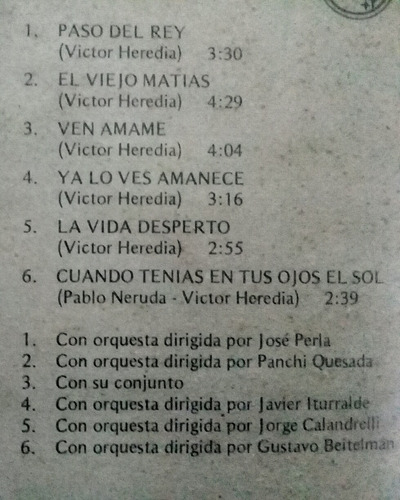 1. PASO DEL REY
(Victor Heredia) 3:30
2. EL VIEJO MATIAS
(Victor Heredia) 4:29
3. VEN AMAME
(Victor Heredia) 4:04
4. YA LO VES AMANECE
(Victor Heredia) 3:16
5. LA VIDA DESPERTO
(Victor Heredia) 2:55
6. CUANDO TENIAS EN TUS OJOS EL SOL
(Pablo Neruda - Victor Heredia) 2:39
1. Con orquesta dirigida por José Perla
2. Con orquesta dirigida por Panchi Quesada
3. Con su conjunto
4. Con orquesta dirigida por Javier Iturralde
5. Con orquesta dirigida por Jorge Calandrelli
6. Con orquesta dirigida por Gustavo Beitelman